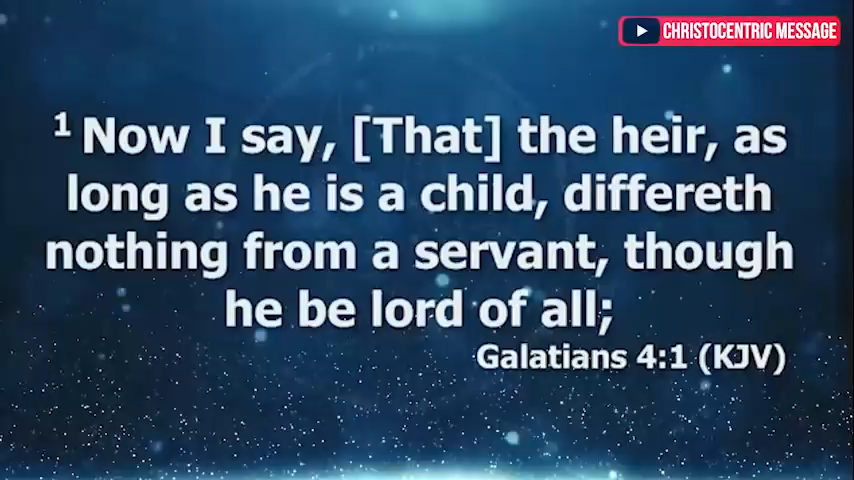 CHRISTOCENTRIC MESSAGE
1 Now I say, [That] the heir, as
long as he is a child, differeth
nothing from a servant, though
he be lord of all;
Galatians 4:1 (KJV)